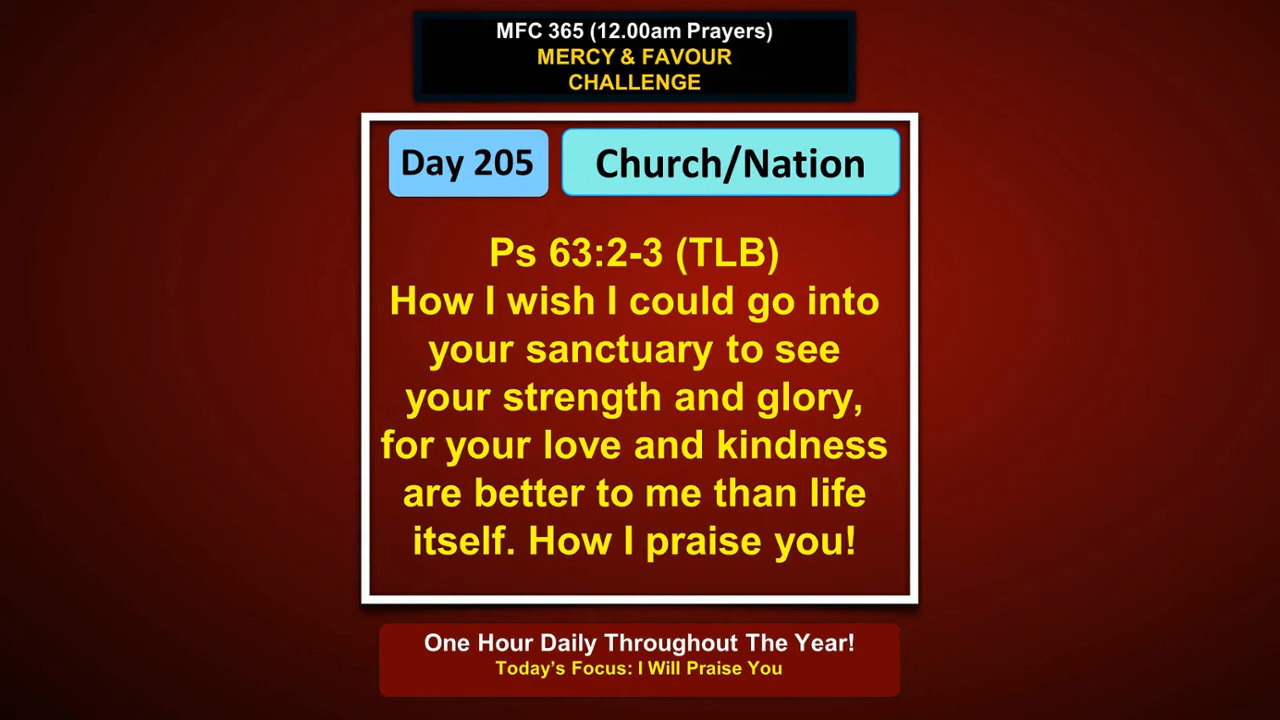 MFC 365 (12.00am Prayers)
MERCY & FAVOUR
CHALLENGE
Day 205
Church/Nation
Ps 63:2-3 (TLB)
How I wish I could go into
your sanctuary to see
your strength and glory,
for your love and kindness
are better to me than life
itself. How I praise you!
One Hour Daily Throughout The Year!
Today’s Focus: I Will Praise You